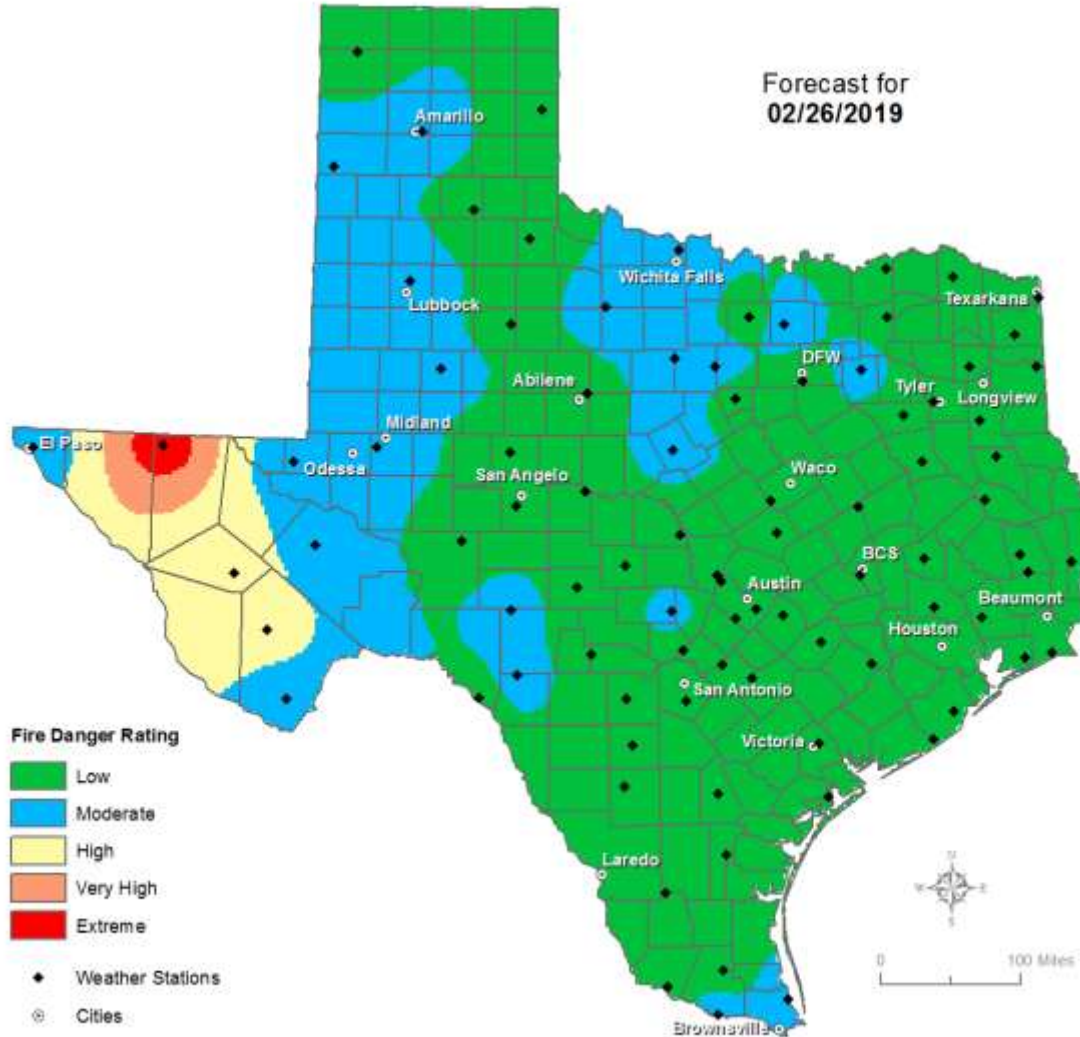 Forecast for
02/26/2019
Amarillo
Wichita Falls
Lubbock
Texarkana
DFW
Abilene
Tyler
Longview
El Paso
Midland
Odessa
San Angelo
Waco
BCS
Austin
Beaumont
Houston
San Antonio
Victoria
Laredo
Brownsville
Fire Danger Rating
Low
Moderate
High
Very High
Extreme
Weather Stations
Cities
N
W E
S
0 100 Miles